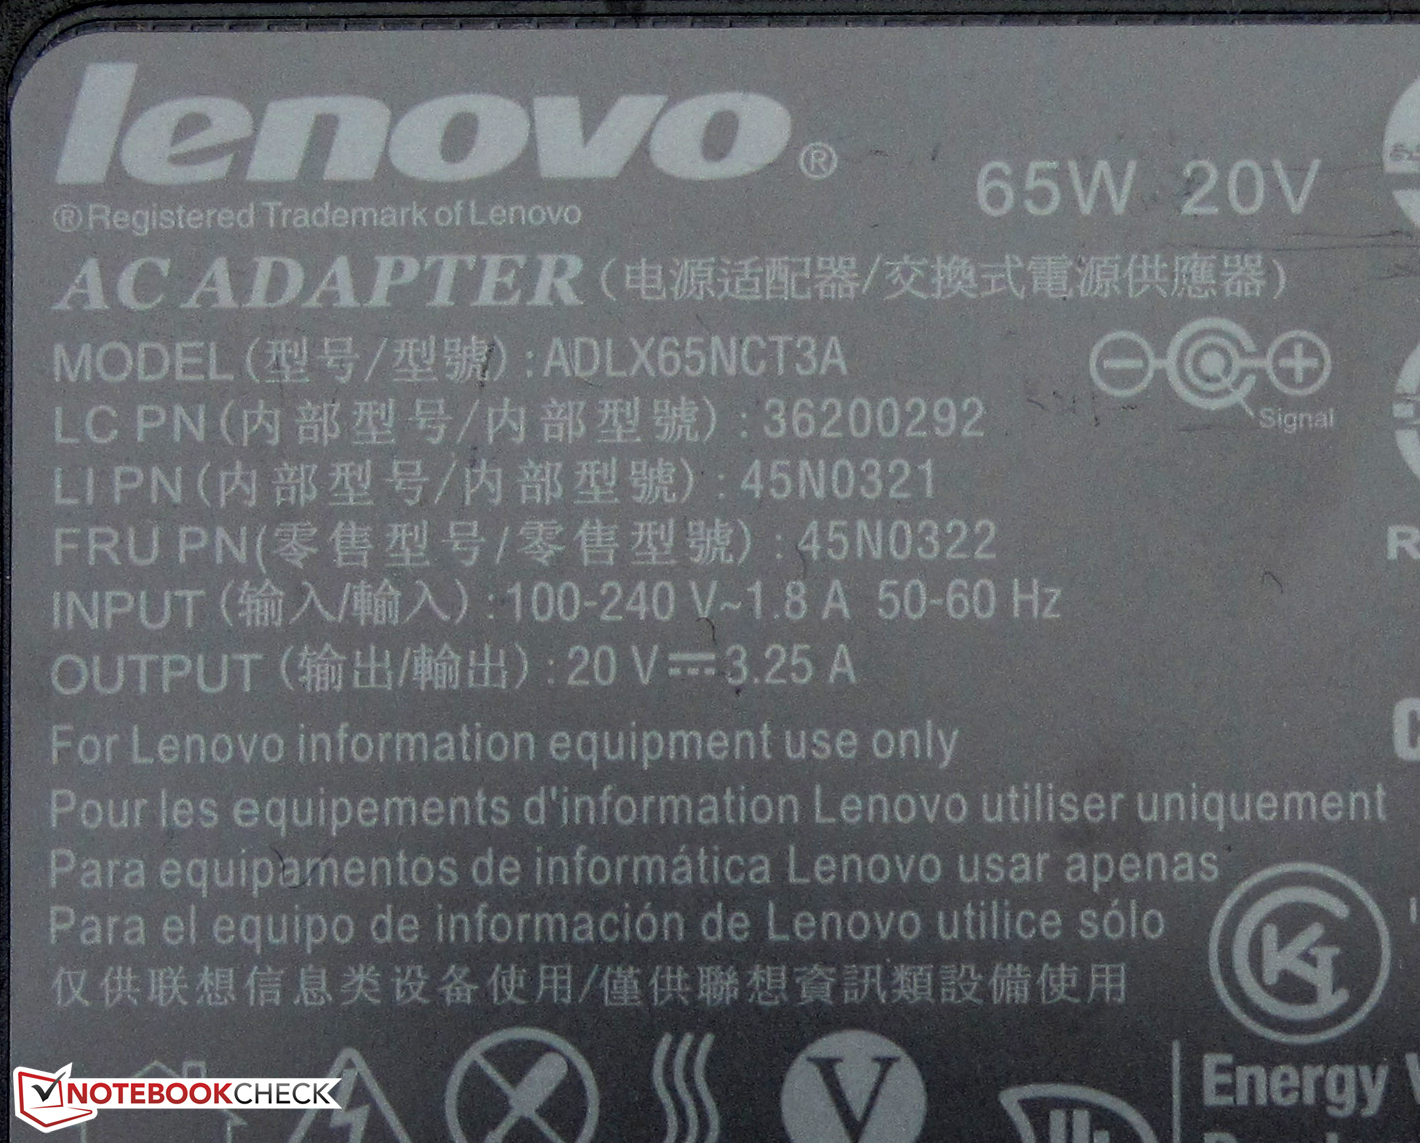 lenovo®
®Registered Trademark of Lenovo
65W 20V
AC ADAPTER(电源适配器/交換式電源供應器)
MODEL(型号/型號):ADLX65NCT3A
LC PN(内部型号/内部型號):36200292
Signal
LI PN(内部型号/内部型號):45N0321
FRU PN(零售型号/零售型號):45N0322
INPUT(输入/輸入):100-240 V~1.8 A 50-60 Hz
OUTPUT(输出/輸出):20 V⎓3.25 A
For Lenovo information equipment use only
Pour les equipements d'information Lenovo utiliser uniquement
Para equipamentos de informática Lenovo usar apenas
Para el equipo de información de Lenovo utilice sólo
仅供联想信息类设备使用/僅供聯想資訊類設備使用
V
Energy
NOTEBOOKCHECK